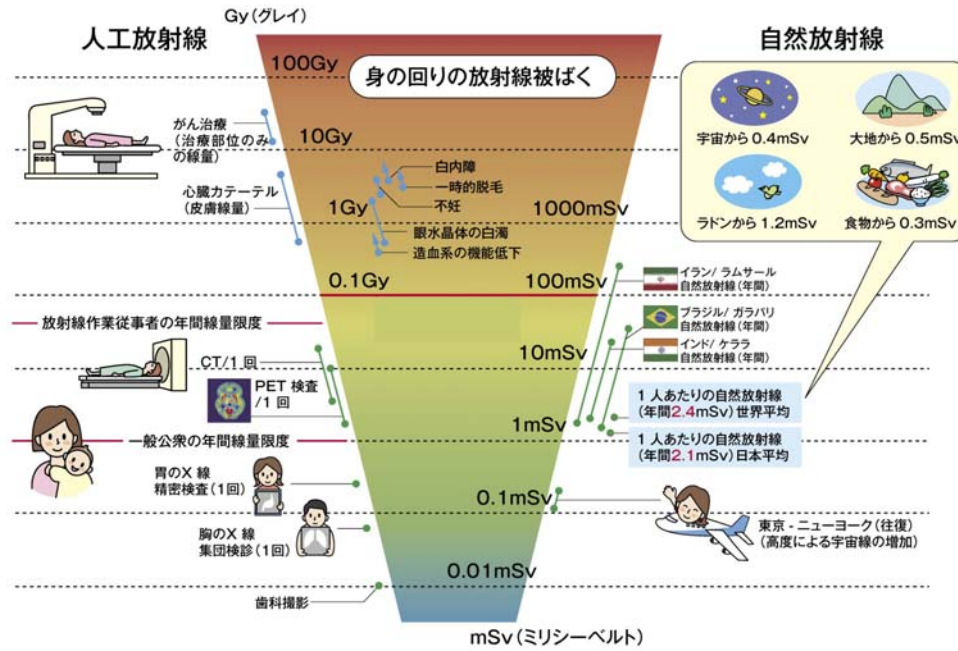 Gy（グレイ）
人工放射線
自然放射線
身の回りの放射線被ばく
100Gy
10Gy
1Gy
0.1Gy
1000mSv
100mSv
10mSv
1mSv
0.1mSv
0.01mSv
mSv（ミリシーベルト）
がん治療
（治療部位のみ
の線量）
心臓カテーテル
（皮膚線量）
白内障
一時的脱毛
不妊
眼水晶体の白濁
造血系の機能低下
放射線作業従事者の年間線量限度
CT/1 回
PET 検査
/1 回
一般公衆の年間線量限度
胃のX 線
精密検査（1回）
胸のX 線
集団検診（1回）
歯科撮影
宇宙から 0.4mSv
大地から 0.5mSv
ラドンから 1.2mSv
食物から 0.3mSv
イラン/ ラムサール
自然放射線（年間）
ブラジル/ ガラパリ
自然放射線（年間）
インド/ ケララ
自然放射線（年間）
1 人あたりの自然放射線
（年間2.4mSv）世界平均
1 人あたりの自然放射線
（年間2.1mSv）日本平均
東京 - ニューヨーク（往復）
（高度による宇宙線の増加）